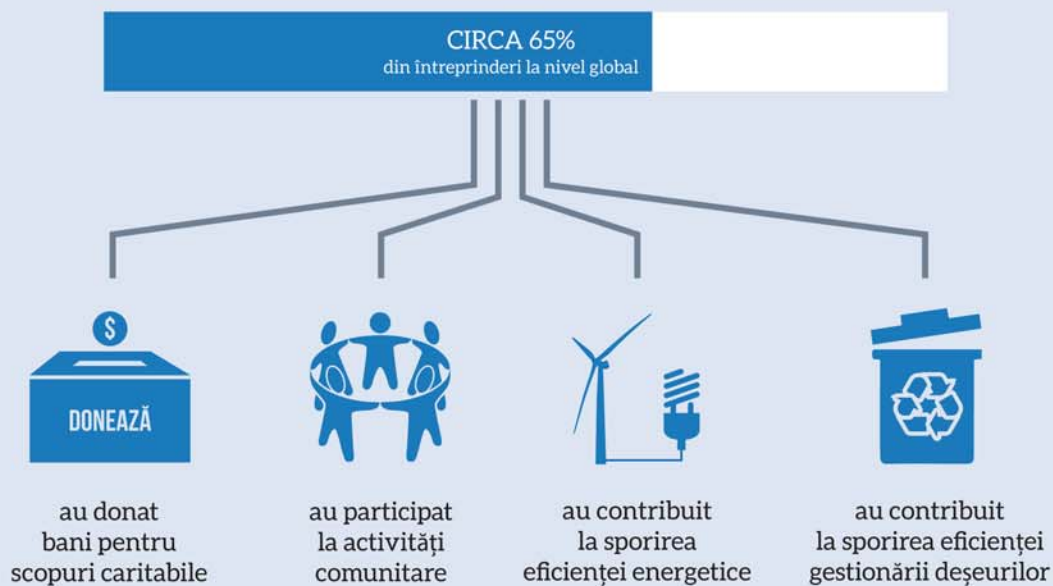 CIRCA 65%
din întreprinderi la nivel global
$
DONEAZĂ
au donat
bani pentru
scopuri caritabile
au participat
la activități
comunitare
au contribuit
la sporirea
eficienței energetice
au contribuit
la sporirea eficienței
gestionării deșeurilor